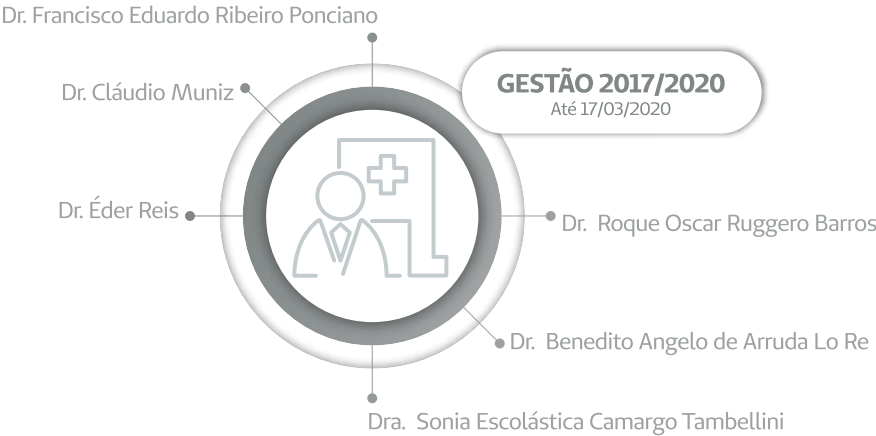 Dr. Francisco Eduardo Ribeiro Ponciano
Dr. Cláudio Muniz
GESTÃO 2017/2020
Até 17/03/2020
Dr. Éder Reis
Dr. Roque Oscar Ruggero Barros
Dr. Benedito Angelo de Arruda Lo Re
Dra. Sonia Escolástica Camargo Tambellini